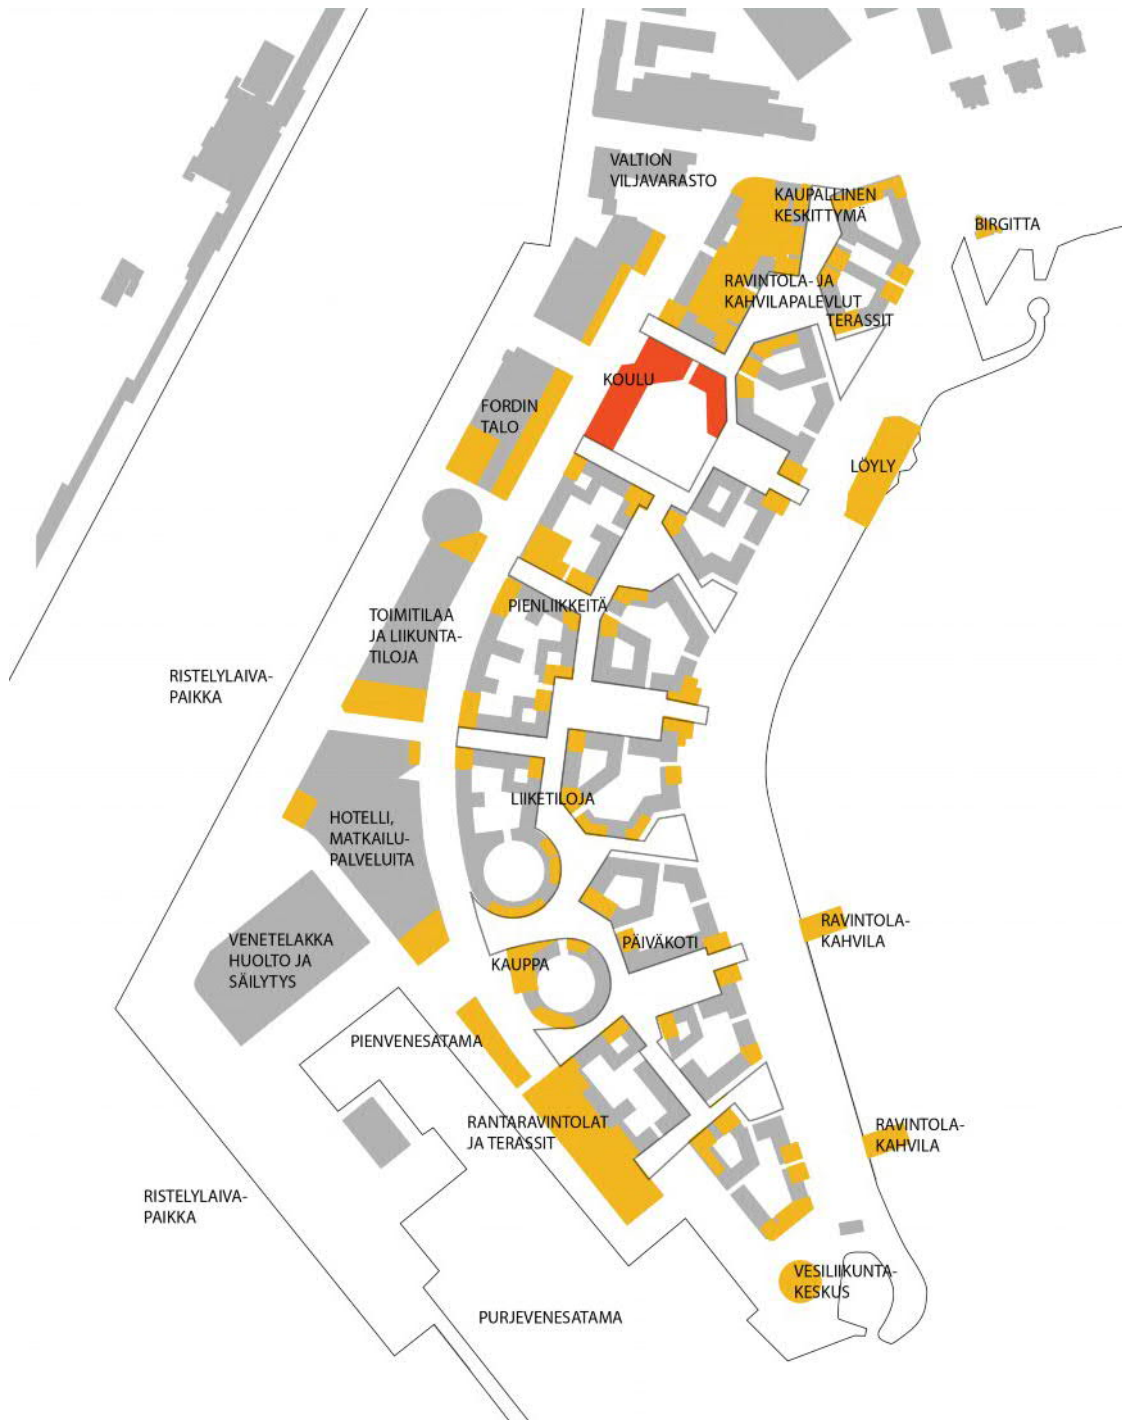 VALTION
VILJAVARASTO
KAUPALLINEN
KESKITTYMÄ
BIRGITTA
RAVINTOLA- JA
KAHVILAPALEVLUT
TERASSIT
KOULU
FORDIN
TALO
LÖYLY
PIENLIIKKEITÄ
TOIMITILAA
JA LIIKUNTA-
TILOJA
RISTELYLAIVA-
PAIKKA
LIIKETILOJA
HOTELLI,
MATKAILU-
PALVELUITA
RAVINTOLA-
KAHVILA
VENETELAKKA
HUOLTO JA
SÄILYTYS
PÄIVÄKOTI
KAUPPA
PIENVENESATAMA
RANTARAVINTOLAT
JA TERASSIT
RAVINTOLA-
KAHVILA
RISTELYLAIVA-
PAIKKA
VESILIIKUNTA-
KESKUS
PURJEVENESATAMA